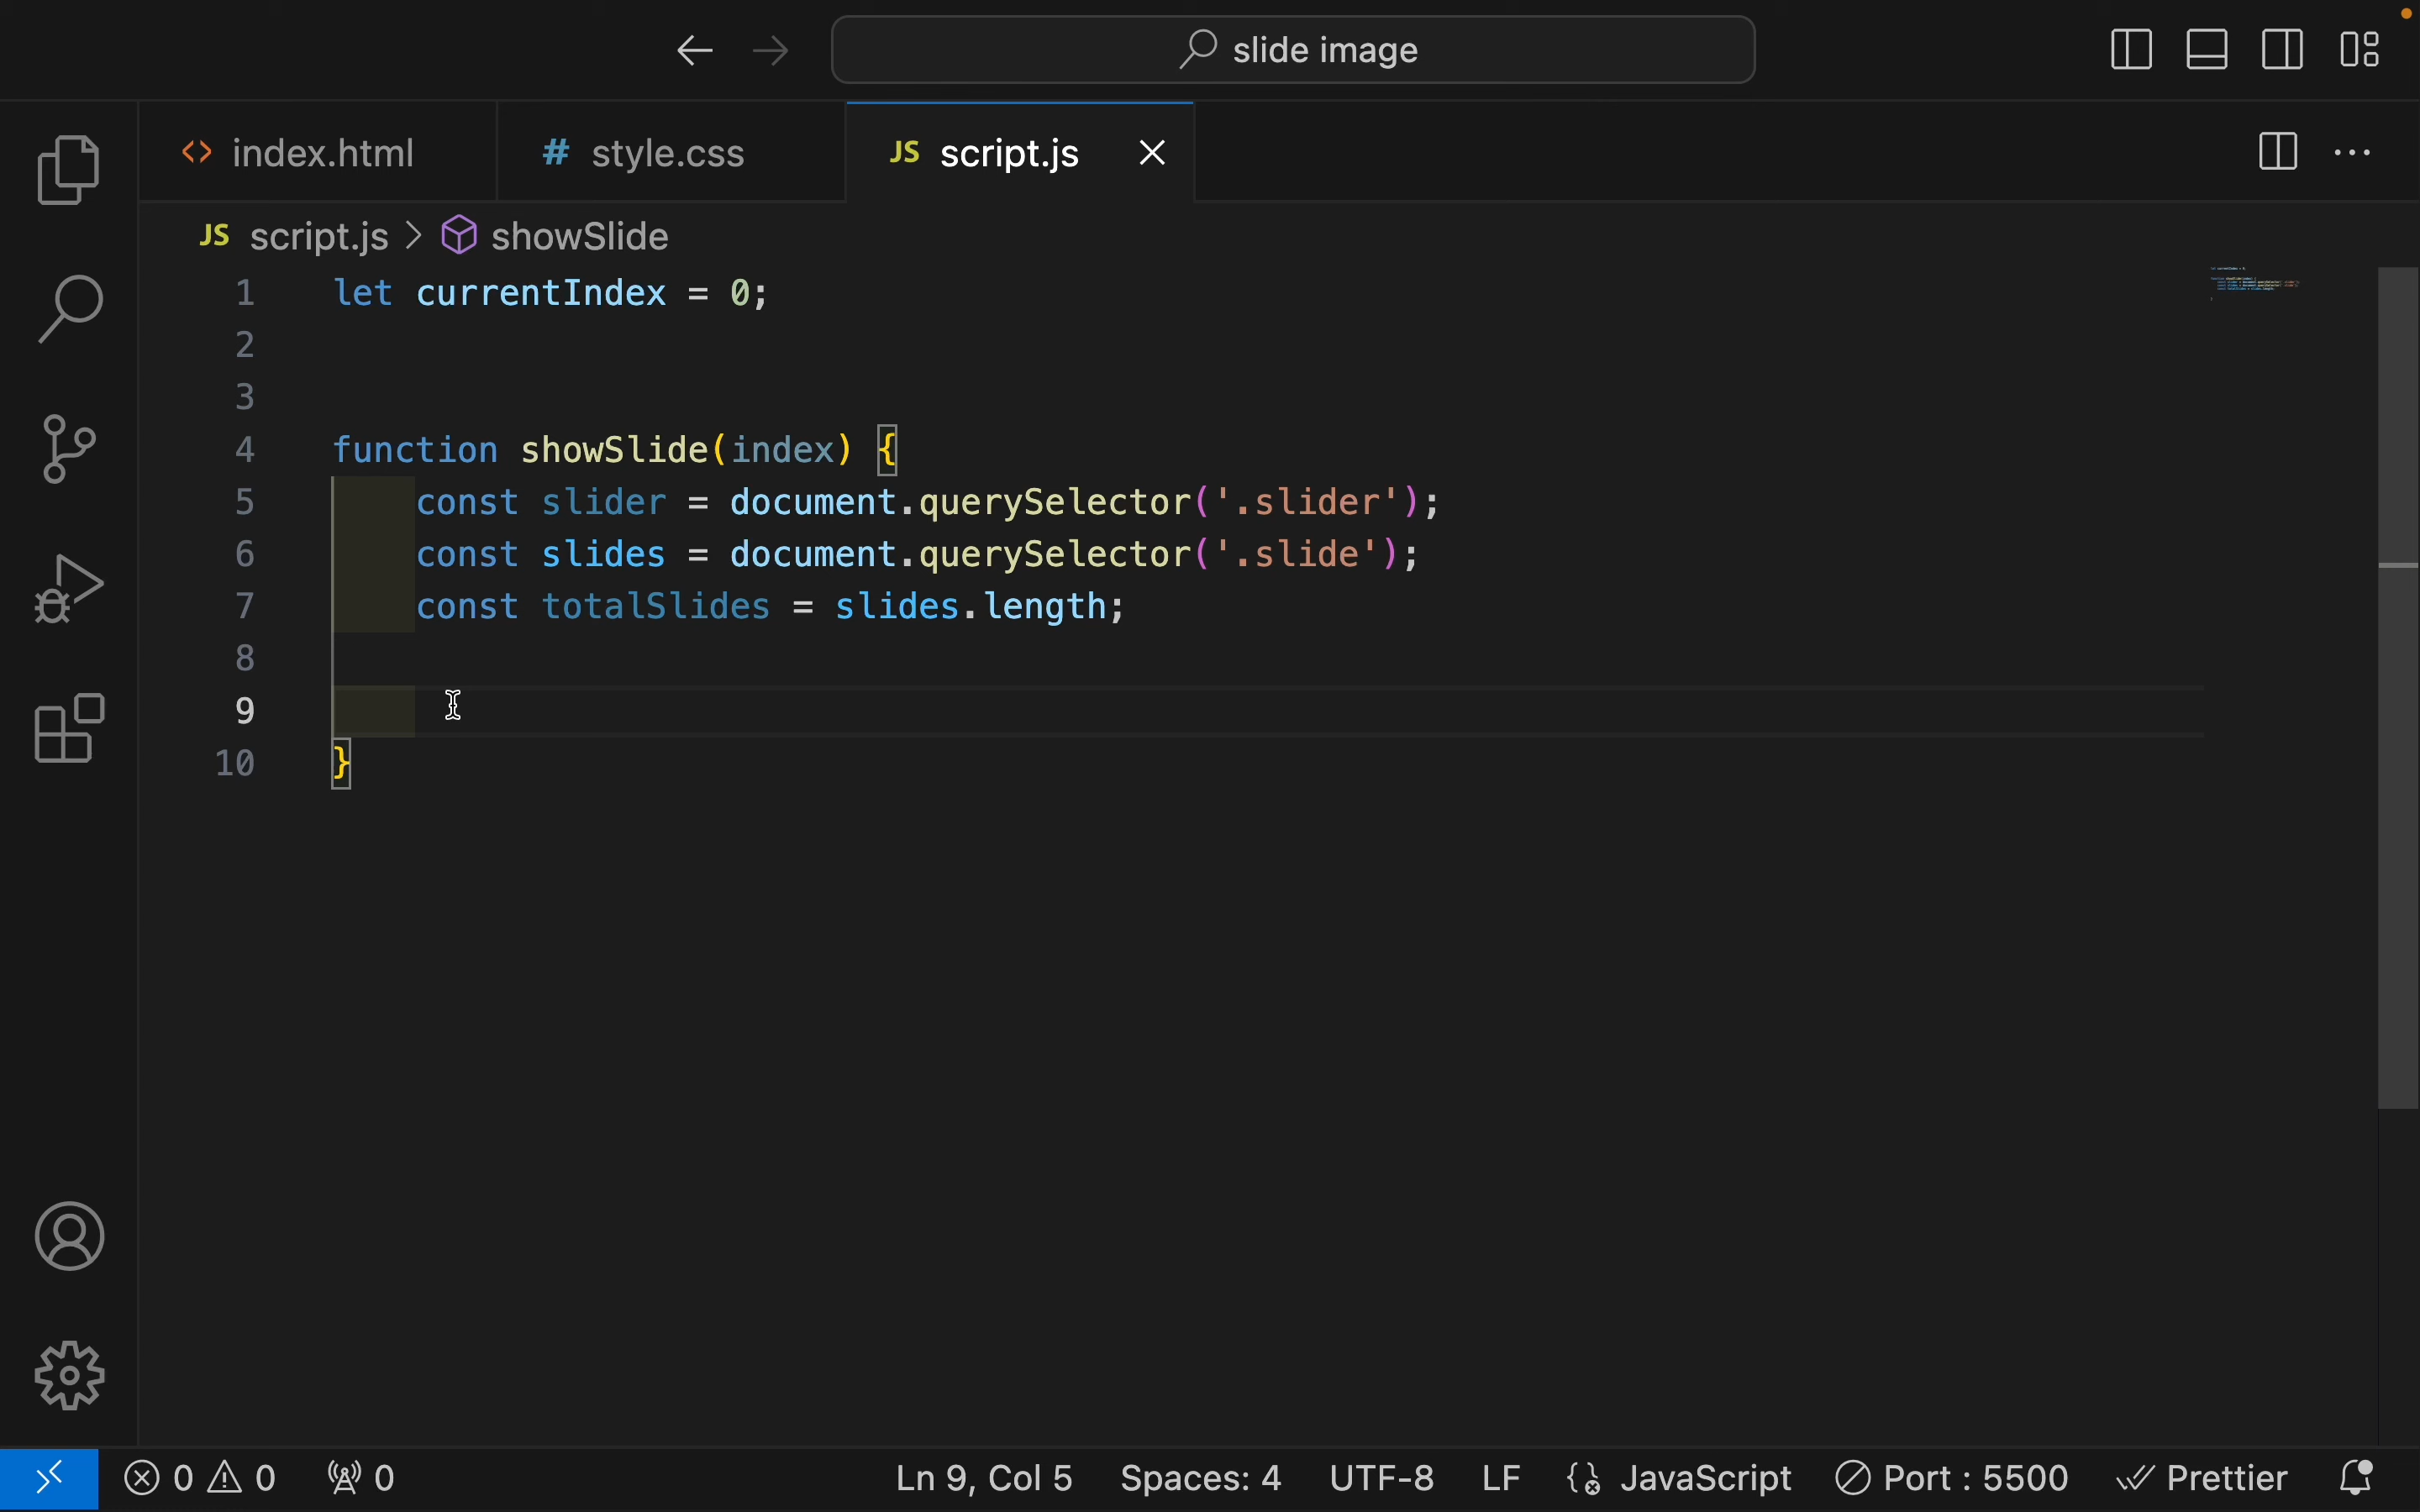 slide image
index.html # style.css JS script.js
JS script.js > showSlide
1 let currentIndex = 0;
2
3
4 function showSlide(index) {
5 const slider = document.querySelector('.slider');
6 const slides = document.querySelector('.slide');
7 const totalSlides = slides.length;
8
9
10 }
0 0 0 Ln 9, Col 5 Spaces: 4 UTF-8 LF JavaScript Port : 5500 Prettier